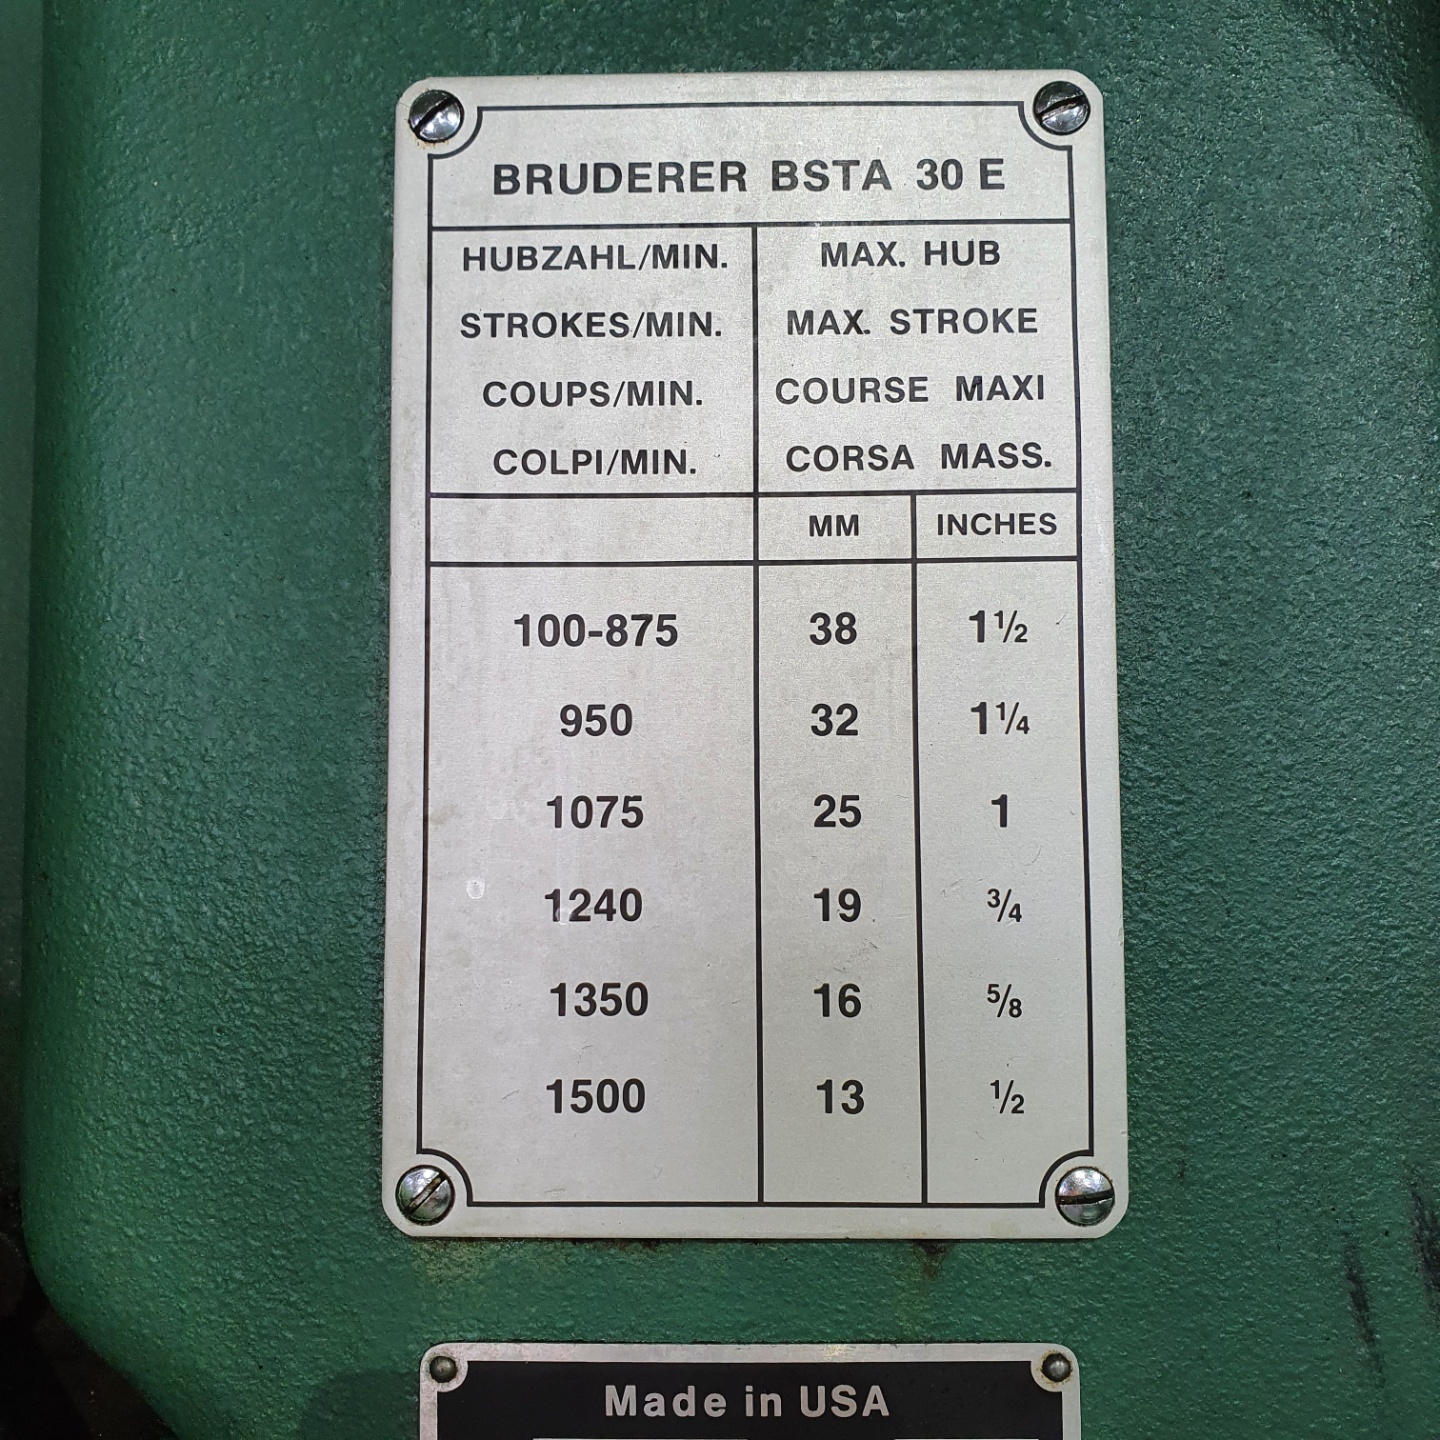 BRUDERER BSTA 30 E
HUBZAHL/MIN. MAX. HUB
STROKES/MIN. MAX. STROKE
COUPS/MIN. COURSE MAXI
COLPI/MIN. CORSA MASS.
MM INCHES
100-875 38 1½
950 32 1¼
1075 25 1
1240 19 ¾
1350 16 ⅝
1500 13 ½
Made in USA